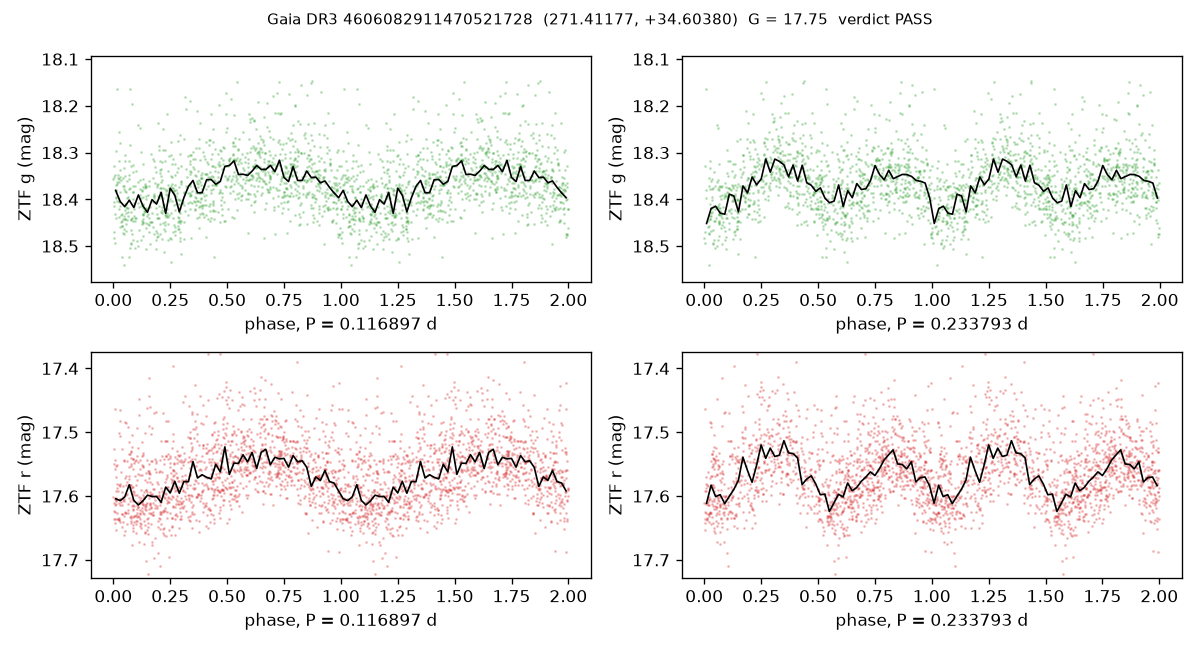 Gaia DR3 4606082911470521728  (271.41177, +34.60380)  G = 17.75  verdict PASS
18.1
18.2
18.3
18.4
18.5
ZTF g (mag)
0.00 0.25 0.50 0.75 1.00 1.25 1.50 1.75 2.00
phase, P = 0.116897 d
18.1
18.2
18.3
18.4
18.5
ZTF g (mag)
0.00 0.25 0.50 0.75 1.00 1.25 1.50 1.75 2.00
phase, P = 0.233793 d
17.4
17.5
17.6
17.7
ZTF r (mag)
0.00 0.25 0.50 0.75 1.00 1.25 1.50 1.75 2.00
phase, P = 0.116897 d
17.4
17.5
17.6
17.7
ZTF r (mag)
0.00 0.25 0.50 0.75 1.00 1.25 1.50 1.75 2.00
phase, P = 0.233793 d